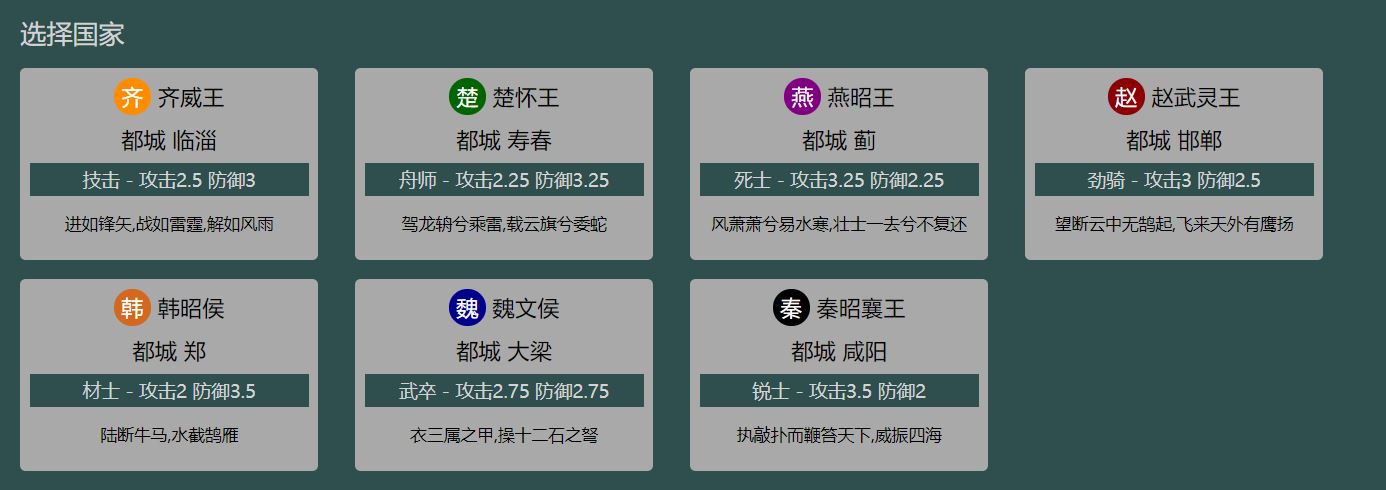 选择国家
齐 齐威王
都城 临淄
技击 - 攻击2.5 防御3
进如锋矢,战如雷霆,解如风雨
楚 楚怀王
都城 寿春
舟师 - 攻击2.25 防御3.25
驾龙辀兮乘雷,载云旗兮委蛇
燕 燕昭王
都城 蓟
死士 - 攻击3.25 防御2.25
风萧萧兮易水寒,壮士一去兮不复还
赵 赵武灵王
都城 邯郸
劲骑 - 攻击3 防御2.5
望断云中无鹄起,飞来天外有鹰扬
韩 韩昭侯
都城 郑
材士 - 攻击2 防御3.5
陆断牛马,水截鹄雁
魏 魏文侯
都城 大梁
武卒 - 攻击2.75 防御2.75
衣三属之甲,操十二石之弩
秦 秦昭襄王
都城 咸阳
锐士 - 攻击3.5 防御2
执敲扑而鞭笞天下,威振四海